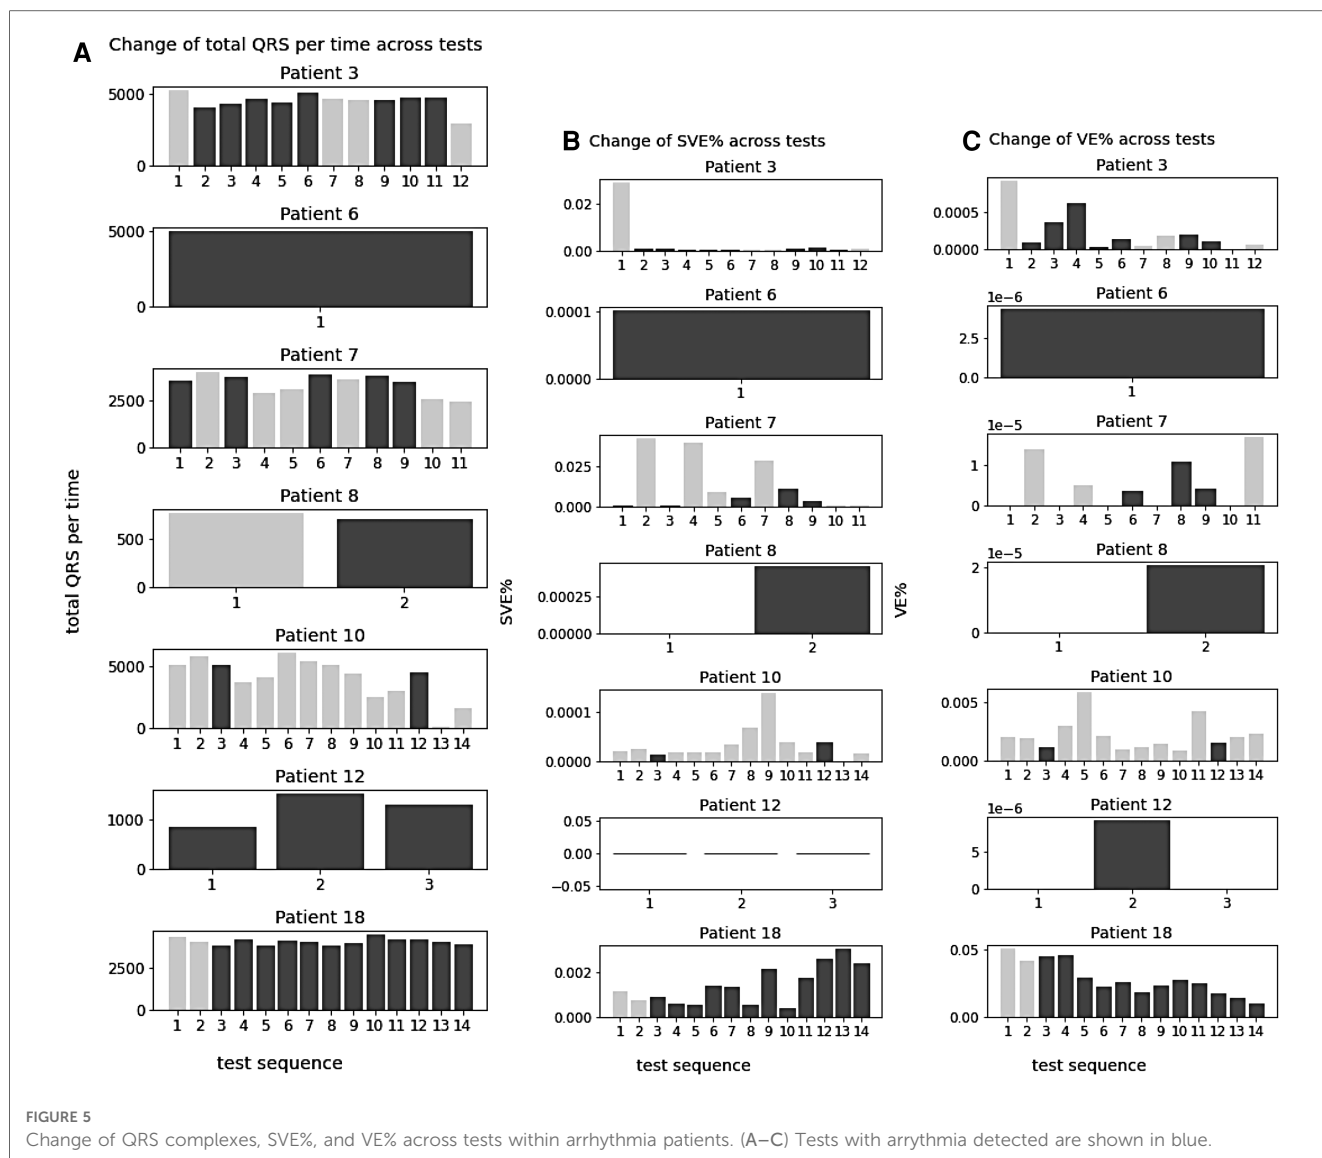 A Change of total QRS per time across tests
Patient 3
5000
0
1 2 3 4 5 6 7 8 9 10 11 12
Patient 6
5000
0
1
Patient 7
2500
0
1 2 3 4 5 6 7 8 9 10 11
Patient 8
500
0
1 2
Patient 10
5000
0
1 2 3 4 5 6 7 8 9 10 11 12 13 14
Patient 12
1000
0
1 2 3
Patient 18
2500
0
1 2 3 4 5 6 7 8 9 10 11 12 13 14
total QRS per time
test sequence
B Change of SVE% across tests
Patient 3
0.02
0.00
1 2 3 4 5 6 7 8 9 10 11 12
Patient 6
0.0001
0.0000
1
Patient 7
0.025
0.000
1 2 3 4 5 6 7 8 9 10 11
Patient 8
0.00025
0.00000
1 2
Patient 10
0.0001
0.0000
1 2 3 4 5 6 7 8 9 10 11 12 13 14
Patient 12
0.05
0.00
−0.05
1 2 3
Patient 18
0.002
0.000
1 2 3 4 5 6 7 8 9 10 11 12 13 14
SVE%
test sequence
C Change of VE% across tests
Patient 3
0.0005
0.0000
1 2 3 4 5 6 7 8 9 10 11 12
1e−6 Patient 6
2.5
0.0
1
Patient 7
1e−5
1
0
1 2 3 4 5 6 7 8 9 10 11
Patient 8
1e−5
2
0
1 2
Patient 10
0.005
0.000
1 2 3 4 5 6 7 8 9 10 11 12 13 14
1e−6 Patient 12
5
0
1 2 3
Patient 18
0.05
0.00
1 2 3 4 5 6 7 8 9 10 11 12 13 14
VE%
test sequence
FIGURE 5
Change of QRS complexes, SVE%, and VE% across tests within arrhythmia patients. (A–C) Tests with arrythmia detected are shown in blue.